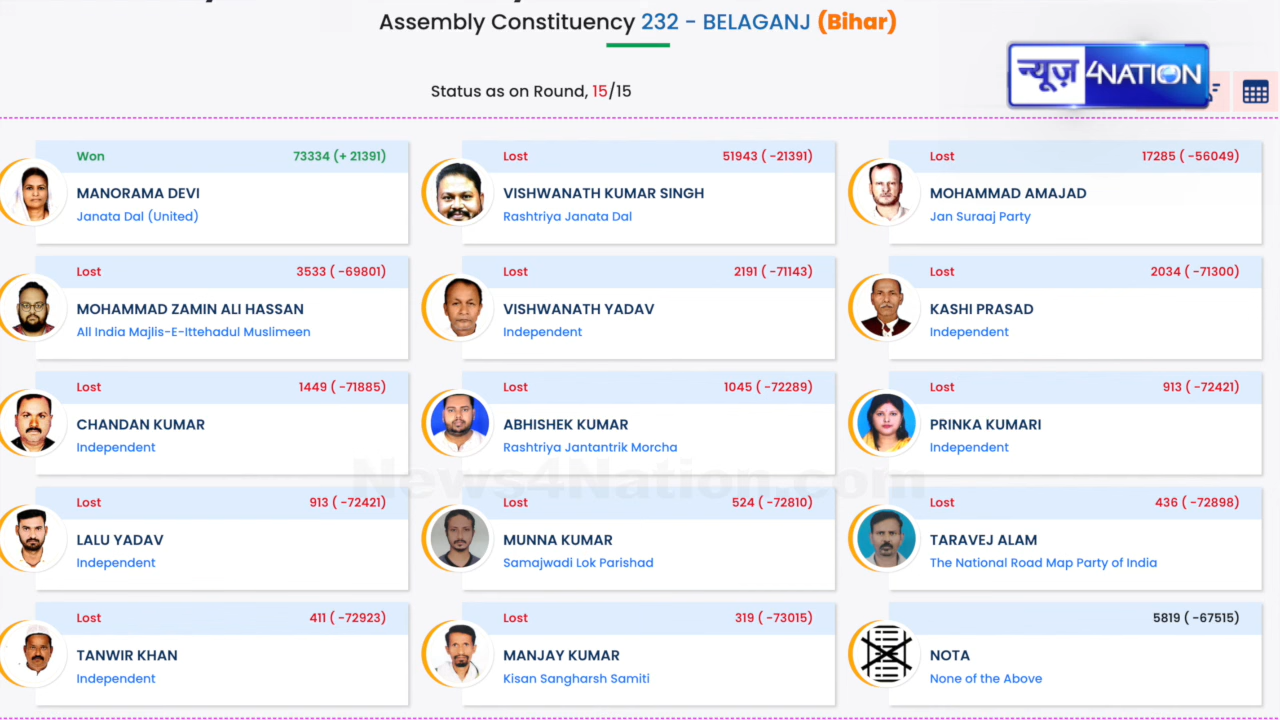 Assembly Constituency 232 - BELAGANJ (Bihar)
न्यूज़ 4NATION
Status as on Round, 15/15
Won 73334 (+ 21391)
MANORAMA DEVI
Janata Dal (United)
Lost 51943 ( -21391)
VISHWANATH KUMAR SINGH
Rashtriya Janata Dal
Lost 17285 ( -56049)
MOHAMMAD AMAJAD
Jan Suraaj Party
Lost 3533 ( -69801)
MOHAMMAD ZAMIN ALI HASSAN
All India Majlis-E-Ittehadul Muslimeen
Lost 2191 ( -71143)
VISHWANATH YADAV
Independent
Lost 2034 ( -71300)
KASHI PRASAD
Independent
Lost 1449 ( -71885)
CHANDAN KUMAR
Independent
Lost 1045 ( -72289)
ABHISHEK KUMAR
Rashtriya Jantantrik Morcha
Lost 913 ( -72421)
PRINKA KUMARI
Independent
News4Nation.com
Lost 913 ( -72421)
LALU YADAV
Independent
Lost 524 ( -72810)
MUNNA KUMAR
Samajwadi Lok Parishad
Lost 436 ( -72898)
TARAVEJ ALAM
The National Road Map Party of India
Lost 411 ( -72923)
TANWIR KHAN
Independent
Lost 319 ( -73015)
MANJAY KUMAR
Kisan Sangharsh Samiti
5819 ( -67515)
NOTA
None of the Above